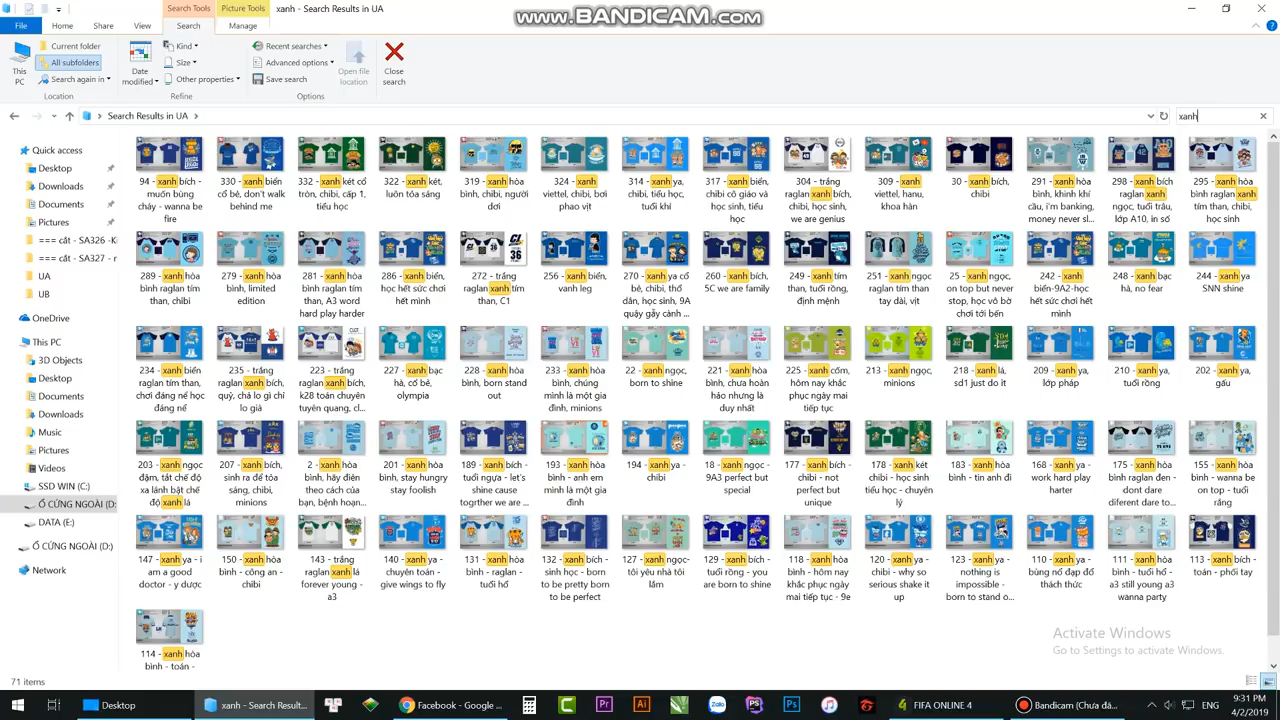 Search Tools
Picture Tools
xanh - Search Results in UA
www.BANDICAM.com
File
Home
Share
View
Search
Manage
This PC
Current folder
All subfolders
Search again in
Location
Date modified
Kind
Size
Other properties
Refine
Recent searches
Advanced options
Save search
Options
Open file location
Close search
Search Results in UA
xanh
Quick access
Desktop
Downloads
Documents
Pictures
=== cắt - SA326 -K
=== cắt - SA327 - r
UA
UB
OneDrive
This PC
3D Objects
Desktop
Documents
Downloads
Music
Pictures
Videos
SSD WIN (C:)
Ổ CỨNG NGOÀI (D:
DATA (E:)
Ổ CỨNG NGOÀI (D:)
Network
94 - xanh bích -
muốn bùng
cháy - wanna be
fire
330 - xanh biển
cổ bẻ, don't walk
behind me
332 - xanh két cổ
tròn, chibi, cấp 1,
tiểu học
322 - xanh két,
luôn tỏa sáng
319 - xanh hòa
bình, chibi, người
dơi
324 - xanh
viettel, chibi, bơi
phao vịt
314 - xanh ya,
chibi, tiểu học,
tuổi khỉ
317 - xanh biển,
chibi cô giáo và
học sinh, tiểu
học
304 - trắng
raglan xanh bích,
chibi, học sinh,
we are genius
309 - xanh
viettel, hanu,
khoa hàn
30 - xanh bích,
chibi
291 - xanh hòa
bình, khinh khí
cầu, i'm banking,
money never sl...
298 - xanh bích
raglan xanh
ngọc, tuổi trâu,
lớp A10, in số
295 - xanh hòa
bình raglan xanh
tím than, chibi,
học sinh
289 - xanh hòa
bình raglan tím
than, chibi
279 - xanh hòa
bình, limited
edition
281 - xanh hòa
bình raglan tím
than, A3 word
hard play harder
286 - xanh biển,
học hết sức chơi
hết mình
272 - trắng
raglan xanh tím
than, C1
256 - xanh biển,
vanh leg
270 - xanh ya cổ
bẻ, chibi, thổ
dân, học sinh, 9A
quậy gẫy cành ...
260 - xanh bích,
5C we are family
249 - xanh tím
than, tuổi rồng,
định mệnh
251 - xanh ngọc
raglan tím than
tay dài, vịt
25 - xanh ngọc,
on top but never
stop, học vô bờ
chơi tới bến
242 - xanh
biển-9A2-học
hết sức chơi hết
mình
248 - xanh bạc
hà, no fear
244 - xanh ya
SNN shine
234 - xanh biển
raglan tím than,
chơi đáng nể học
đáng nể
235 - trắng
raglan xanh bích,
quỷ, chả lo gì chỉ
lo già
223 - trắng
raglan xanh bích,
k28 toán chuyên
tuyên quang, cl...
227 - xanh bạc
hà, cổ bẻ,
olympia
228 - xanh hòa
bình, born stand
out
233 - xanh hòa
bình, chúng
mình là một gia
đình, minions
22 - xanh ngọc,
born to shine
221 - xanh hòa
bình, chưa hoàn
hảo nhưng là
duy nhất
225 - xanh cốm,
hôm nay khắc
phục ngày mai
tiếp tục
213 - xanh ngọc,
minions
218 - xanh lá,
sd1 just do it
209 - xanh ya,
lớp pháp
210 - xanh ya,
tuổi rồng
202 - xanh ya,
gấu
203 - xanh ngọc
đậm, tắt chế độ
xa lánh bật chế
độ xanh lá
207 - xanh bích,
sinh ra để tỏa
sáng, chibi,
minions
2 - xanh hòa
bình, hãy điên
theo cách của
bạn, bệnh hoạn...
201 - xanh hòa
bình, stay hungry
stay foolish
189 - xanh bích -
tuổi ngựa - let's
shine cause
togrther we are ...
193 - xanh hòa
bình - anh em
mình là một gia
đình
194 - xanh ya -
chibi
18 - xanh ngọc -
9A3 perfect but
special
177 - xanh bích -
chibi - not
perfect but
unique
178 - xanh két -
chibi - học sinh
tiểu học - chuyên
lý
183 - xanh hòa
bình - tin anh đi
168 - xanh ya -
work hard play
harter
175 - xanh hòa
bình raglan đen -
dont dare
diferent dare to...
155 - xanh hòa
bình - wanna be
on top - tuổi
rắng
147 - xanh ya - i
am a good
doctor - y dược
150 - xanh hòa
bình - công an -
chibi
143 - trắng
raglan xanh lá
forever young -
a3
140 - xanh ya -
chuyên toán -
give wings to fly
131 - xanh hòa
bình - raglan -
tuổi hổ
132 - xanh bích -
sinh học - born
to be pretty born
to be perfect
127 - xanh ngọc-
tôi yêu nhà tôi
lắm
129 - xanh bích -
tuổi rồng - you
are born to shine
118 - xanh hòa
bình - hôm nay
khắc phục ngày
mai tiếp tục - 9e
120 - xanh ya -
chibi - why so
serious shake it
up
123 - xanh ya -
nothing is
impossible -
born to stand o...
110 - xanh ya -
bùng nổ đạp đổ
thách thức
111 - xanh hòa
bình - tuổi hổ -
a3 still young a3
wanna party
113 - xanh bích -
toán - phối tay
114 - xanh hòa
bình - toán -
Activate Windows
Go to Settings to activate Windows.
71 items
Desktop
xanh - Search Resul...
Facebook - Google ...
FIFA ONLINE 4
Bandicam (Chưa đă...
ENG
9:31 PM
4/2/2019